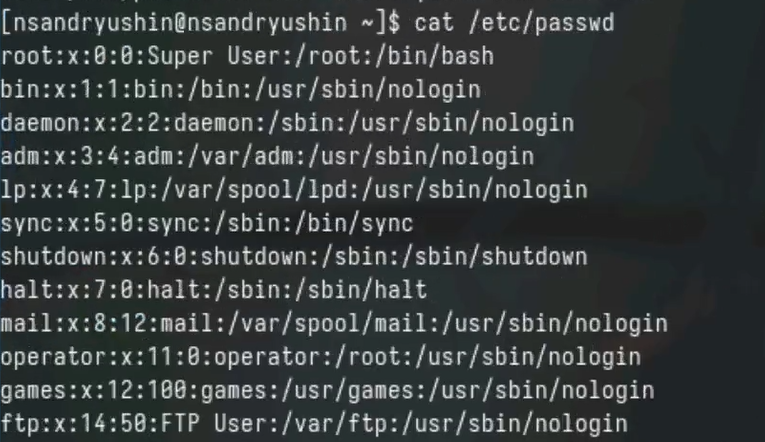 [nsandryushin@nsandryushin ~]$ cat /etc/passwd
root:x:0:0:Super User:/root:/bin/bash
bin:x:1:1:bin:/bin:/usr/sbin/nologin
daemon:x:2:2:daemon:/sbin:/usr/sbin/nologin
adm:x:3:4:adm:/var/adm:/usr/sbin/nologin
lp:x:4:7:lp:/var/spool/lpd:/usr/sbin/nologin
sync:x:5:0:sync:/sbin:/bin/sync
shutdown:x:6:0:shutdown:/sbin:/sbin/shutdown
halt:x:7:0:halt:/sbin:/sbin/halt
mail:x:8:12:mail:/var/spool/mail:/usr/sbin/nologin
operator:x:11:0:operator:/root:/usr/sbin/nologin
games:x:12:100:games:/usr/games:/usr/sbin/nologin
ftp:x:14:50:FTP User:/var/ftp:/usr/sbin/nologin